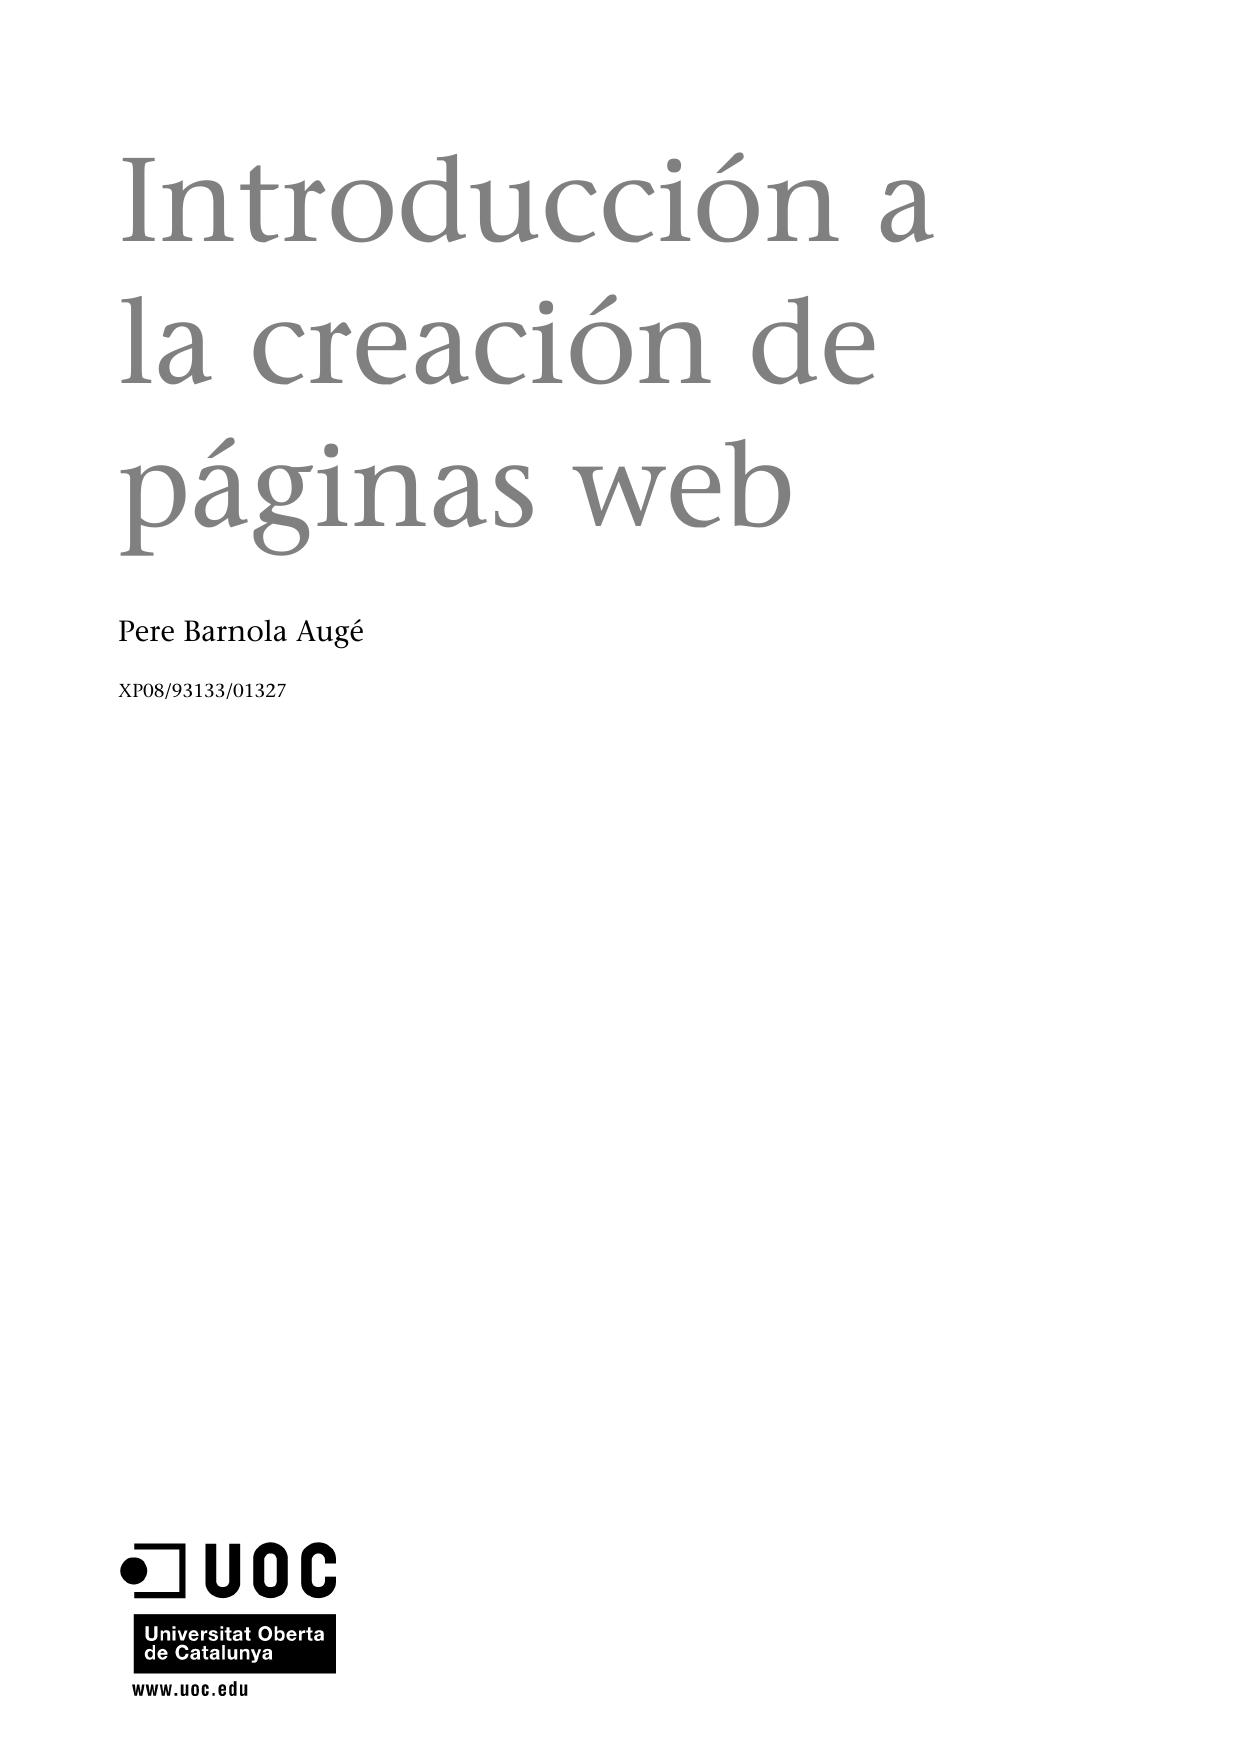 Introducción a
la creación de
páginas web
Pere Barnola Augé
XP08/93133/01327
UOC
Universitat Oberta
de Catalunya
www.uoc.edu